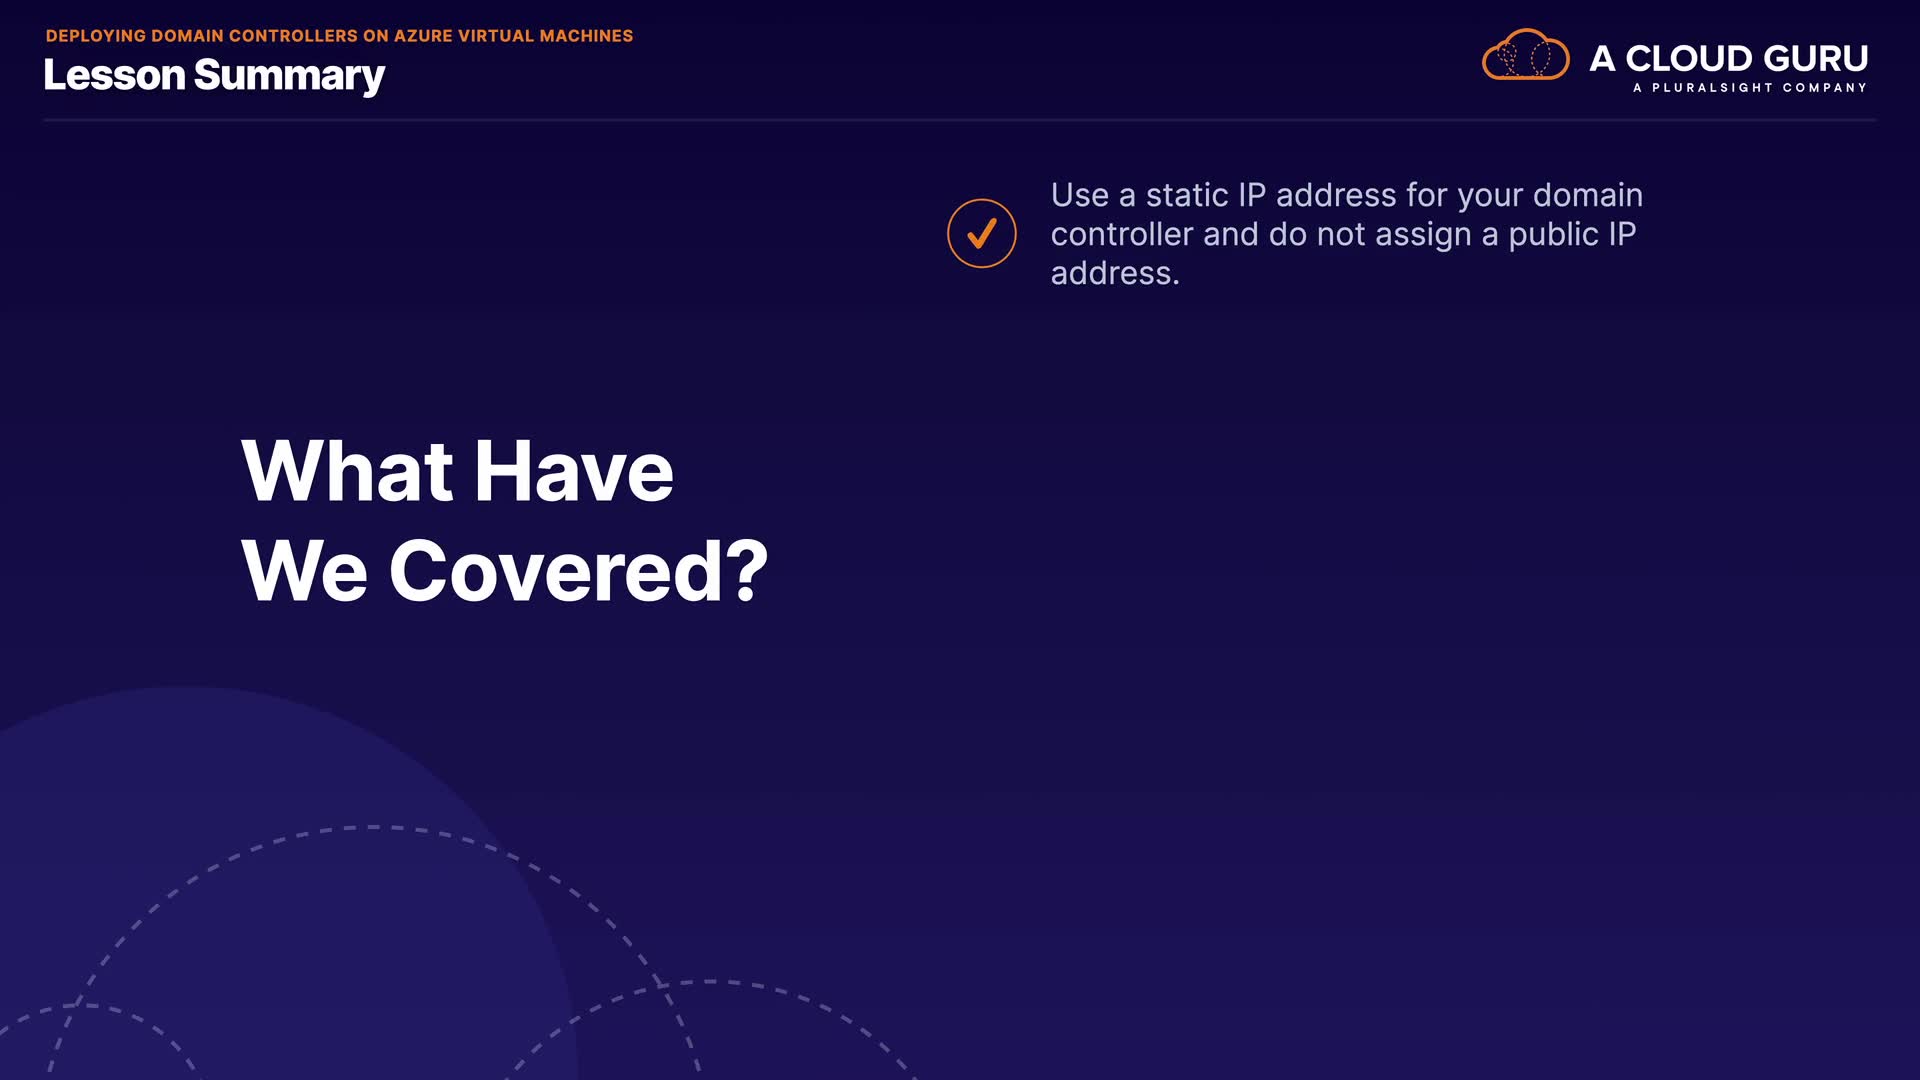 DEPLOYING DOMAIN CONTROLLERS ON AZURE VIRTUAL MACHINES
Lesson Summary
A CLOUD GURU
A PLURALSIGHT COMPANY
Use a static IP address for your domain
controller and do not assign a public IP
address.
What Have
We Covered?